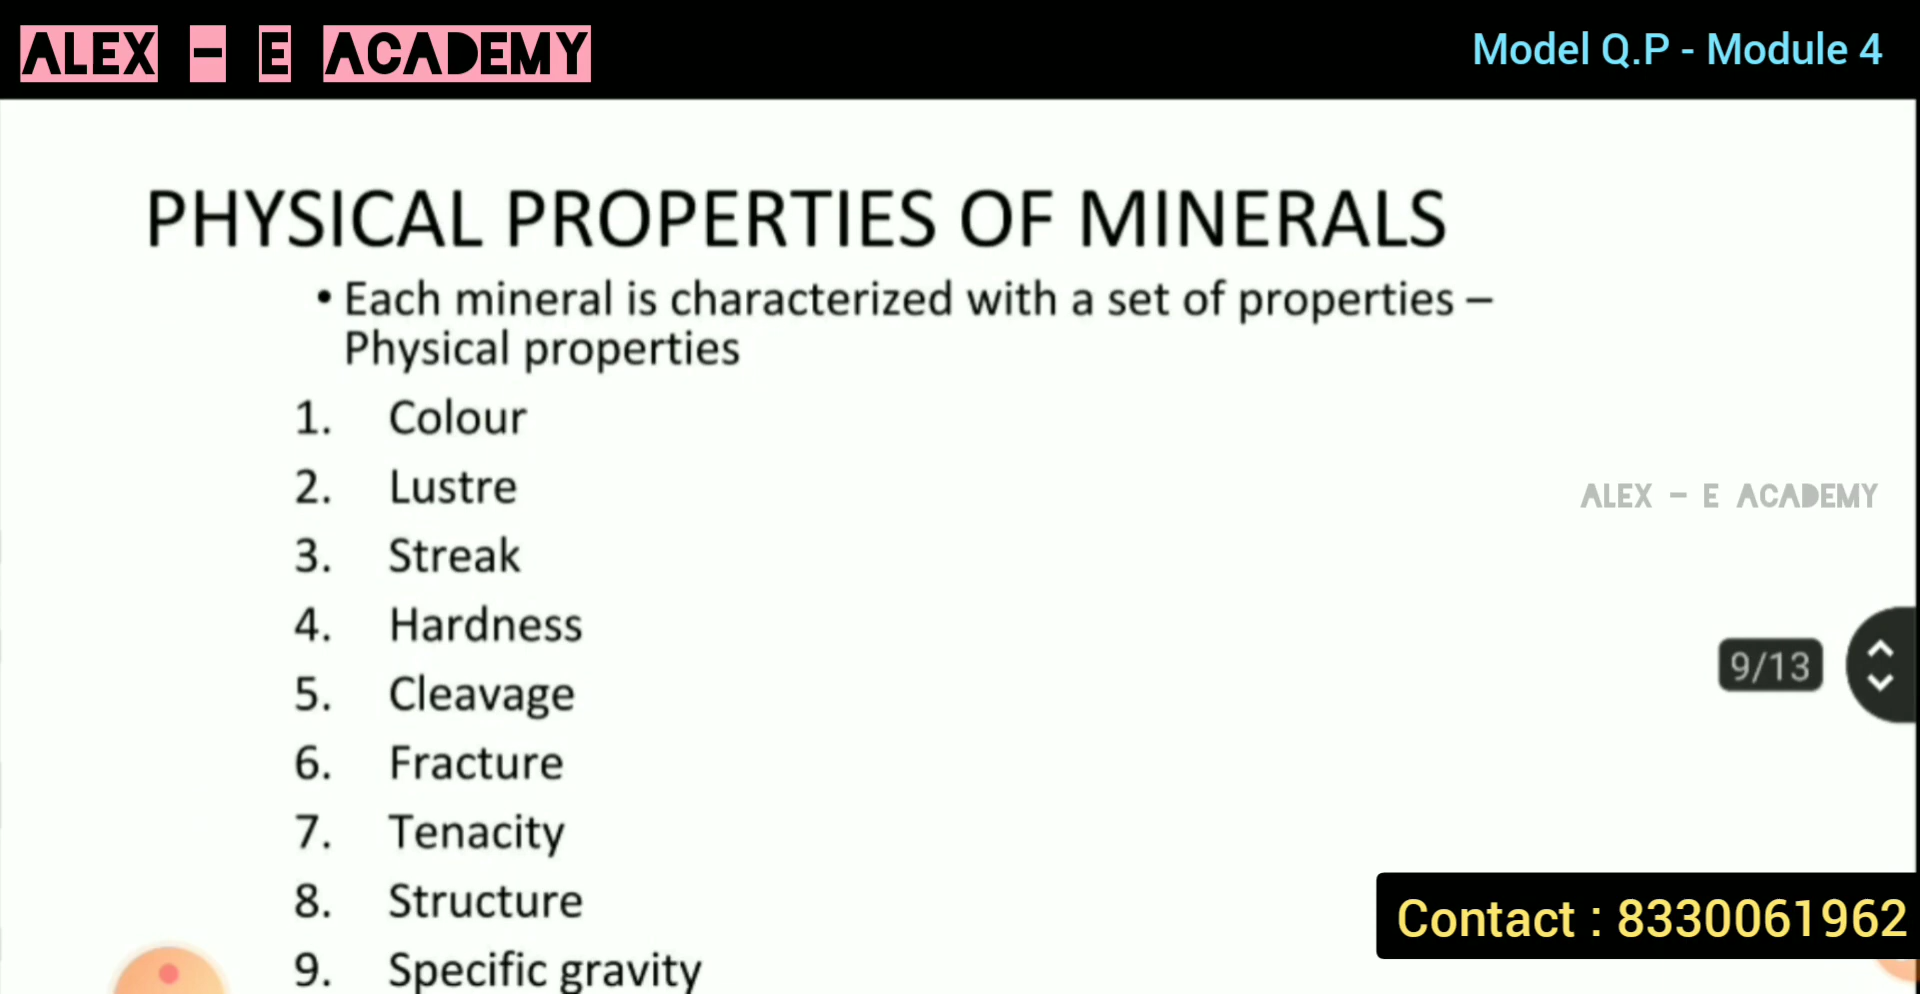 ALEX - E ACADEMY
Model Q.P - Module 4
PHYSICAL PROPERTIES OF MINERALS
• Each mineral is characterized with a set of properties –
Physical properties
1. Colour
2. Lustre
3. Streak
4. Hardness
5. Cleavage
6. Fracture
7. Tenacity
8. Structure
9. Specific gravity
ALEX - E ACADEMY
9/13
Contact : 8330061962